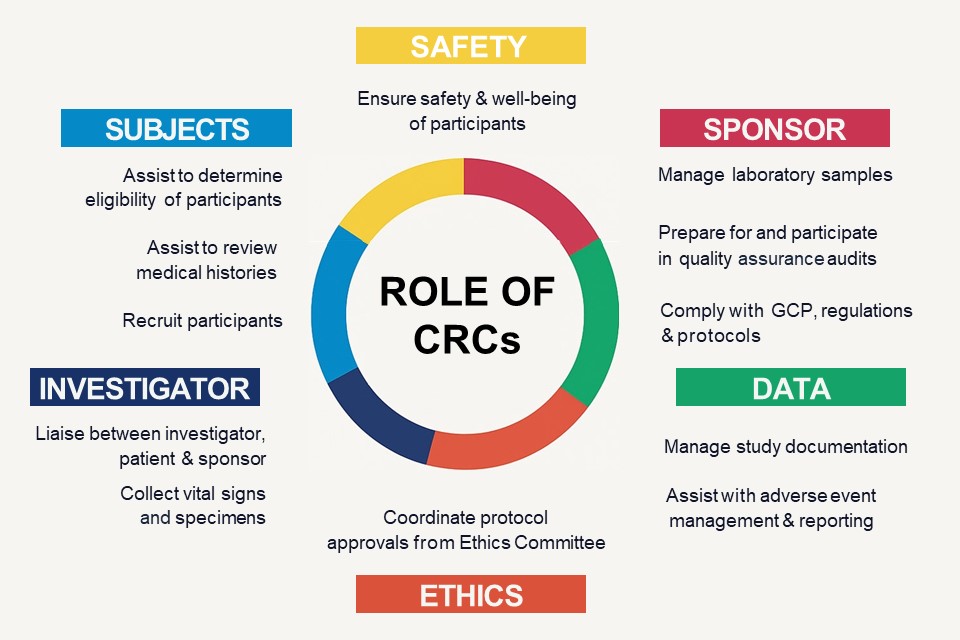 SAFETY
Ensure safety & well-being
of participants
SUBJECTS
Assist to determine
eligibility of participants
Assist to review
medical histories
Recruit participants
SPONSOR
Manage laboratory samples
Prepare for and participate
in quality assurance audits
Comply with GCP, regulations
& protocols
ROLE OF
CRCs
INVESTIGATOR
Liaise between investigator,
patient & sponsor
Collect vital signs
and specimens
DATA
Manage study documentation
Assist with adverse event
management & reporting
Coordinate protocol
approvals from Ethics Committee
ETHICS